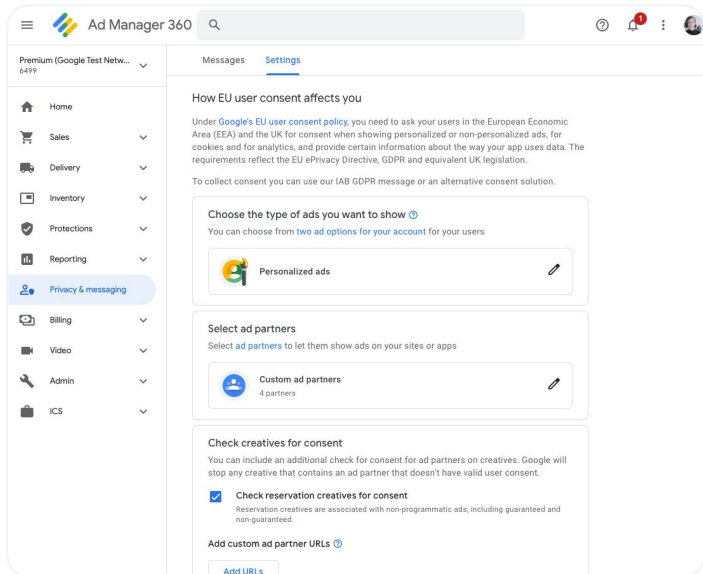 Ad Manager 360
1
Premium (Google Test Netw...
6499
Messages Settings
Home
Sales
Delivery
Inventory
Protections
Reporting
Privacy & messaging
Billing
Video
Admin
ICS
How EU user consent affects you
Under Google's EU user consent policy, you need to ask your users in the European Economic
Area (EEA) and the UK for consent when showing personalized or non-personalized ads, for
cookies and for analytics, and provide certain information about the way your app uses data. The
requirements reflect the EU ePrivacy Directive, GDPR and equivalent UK legislation.
To collect consent you can use our IAB GDPR message or an alternative consent solution.
Choose the type of ads you want to show
You can choose from two ad options for your account for your users
Personalized ads
Select ad partners
Select ad partners to let them show ads on your sites or apps
Custom ad partners
4 partners
Check creatives for consent
You can include an additional check for consent for ad partners on creatives. Google will
stop any creative that contains an ad partner that doesn't have valid user consent.
Check reservation creatives for consent
Reservation creatives are associated with non-programmatic ads, including guaranteed and
non-guaranteed.
Add custom ad partner URLs
Add URLs